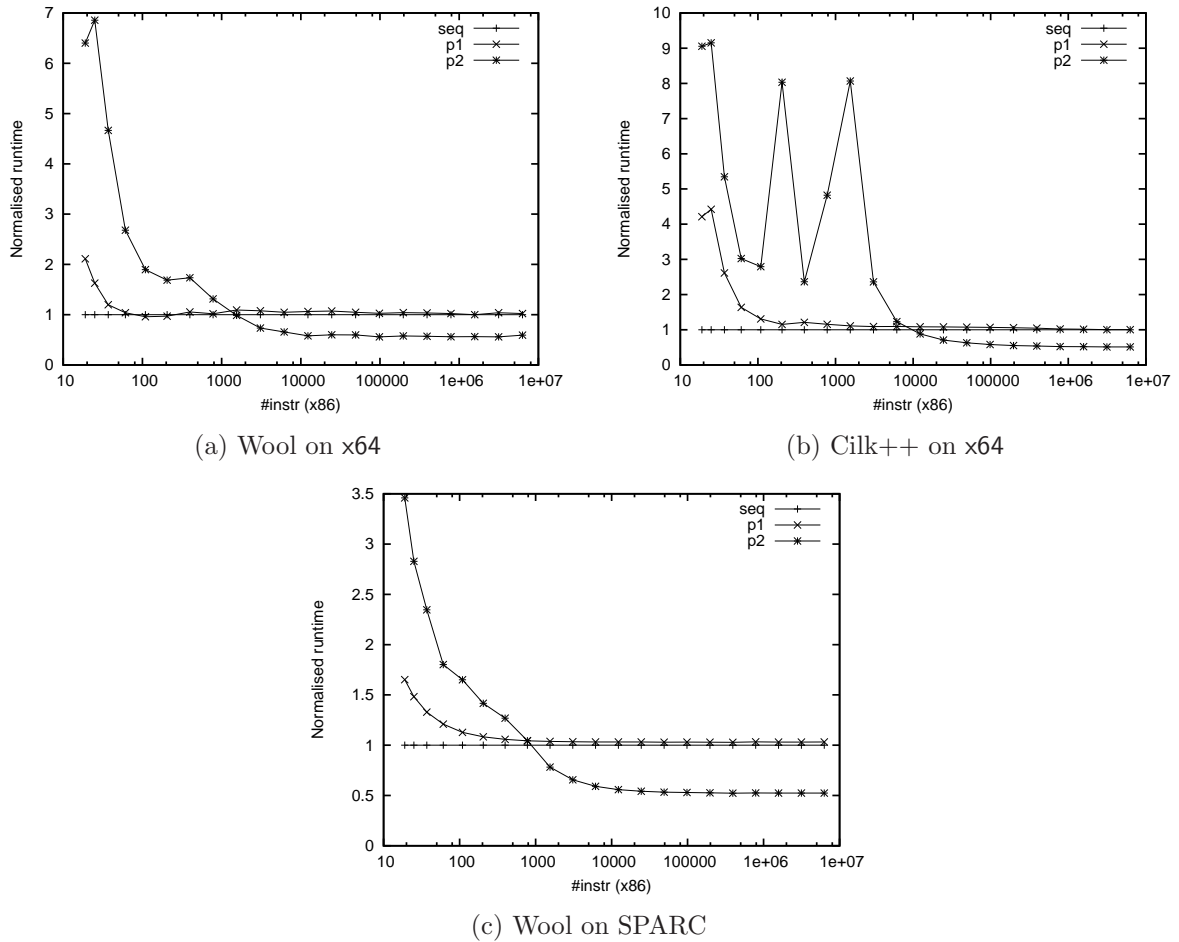 7
6
5
4
3
2
1
0
Normalised runtime
seq
p1
p2
10 100 1000 10000 100000 1e+06 1e+07
#instr (x86)
(a) Wool on x64
10
9
8
7
6
5
4
3
2
1
0
Normalised runtime
seq
p1
p2
10 100 1000 10000 100000 1e+06 1e+07
#instr (x86)
(b) Cilk++ on x64
3.5
3
2.5
2
1.5
1
0.5
0
Normalised runtime
seq
p1
p2
10 100 1000 10000 100000 1e+06 1e+07
#instr (x86)
(c) Wool on SPARC